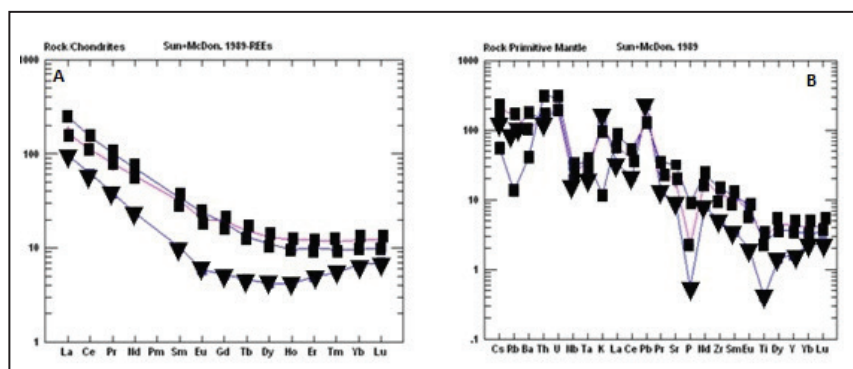 Rock Chondrites Sun+McDon. 1989-REEs
A
1000
100
10
1
La Ce Pr Nd Pm Sm Eu Gd Tb Dy Ho Er Tm Yb Lu
Rock Primitive Mantle Sun+McDon. 1989
B
1000
100
10
1
.1
Cs Rb Ba Th U Nb Ta K La Ce Pb Pr Sr P Nd Zr Sm Eu Ti Dy Y Yb Lu